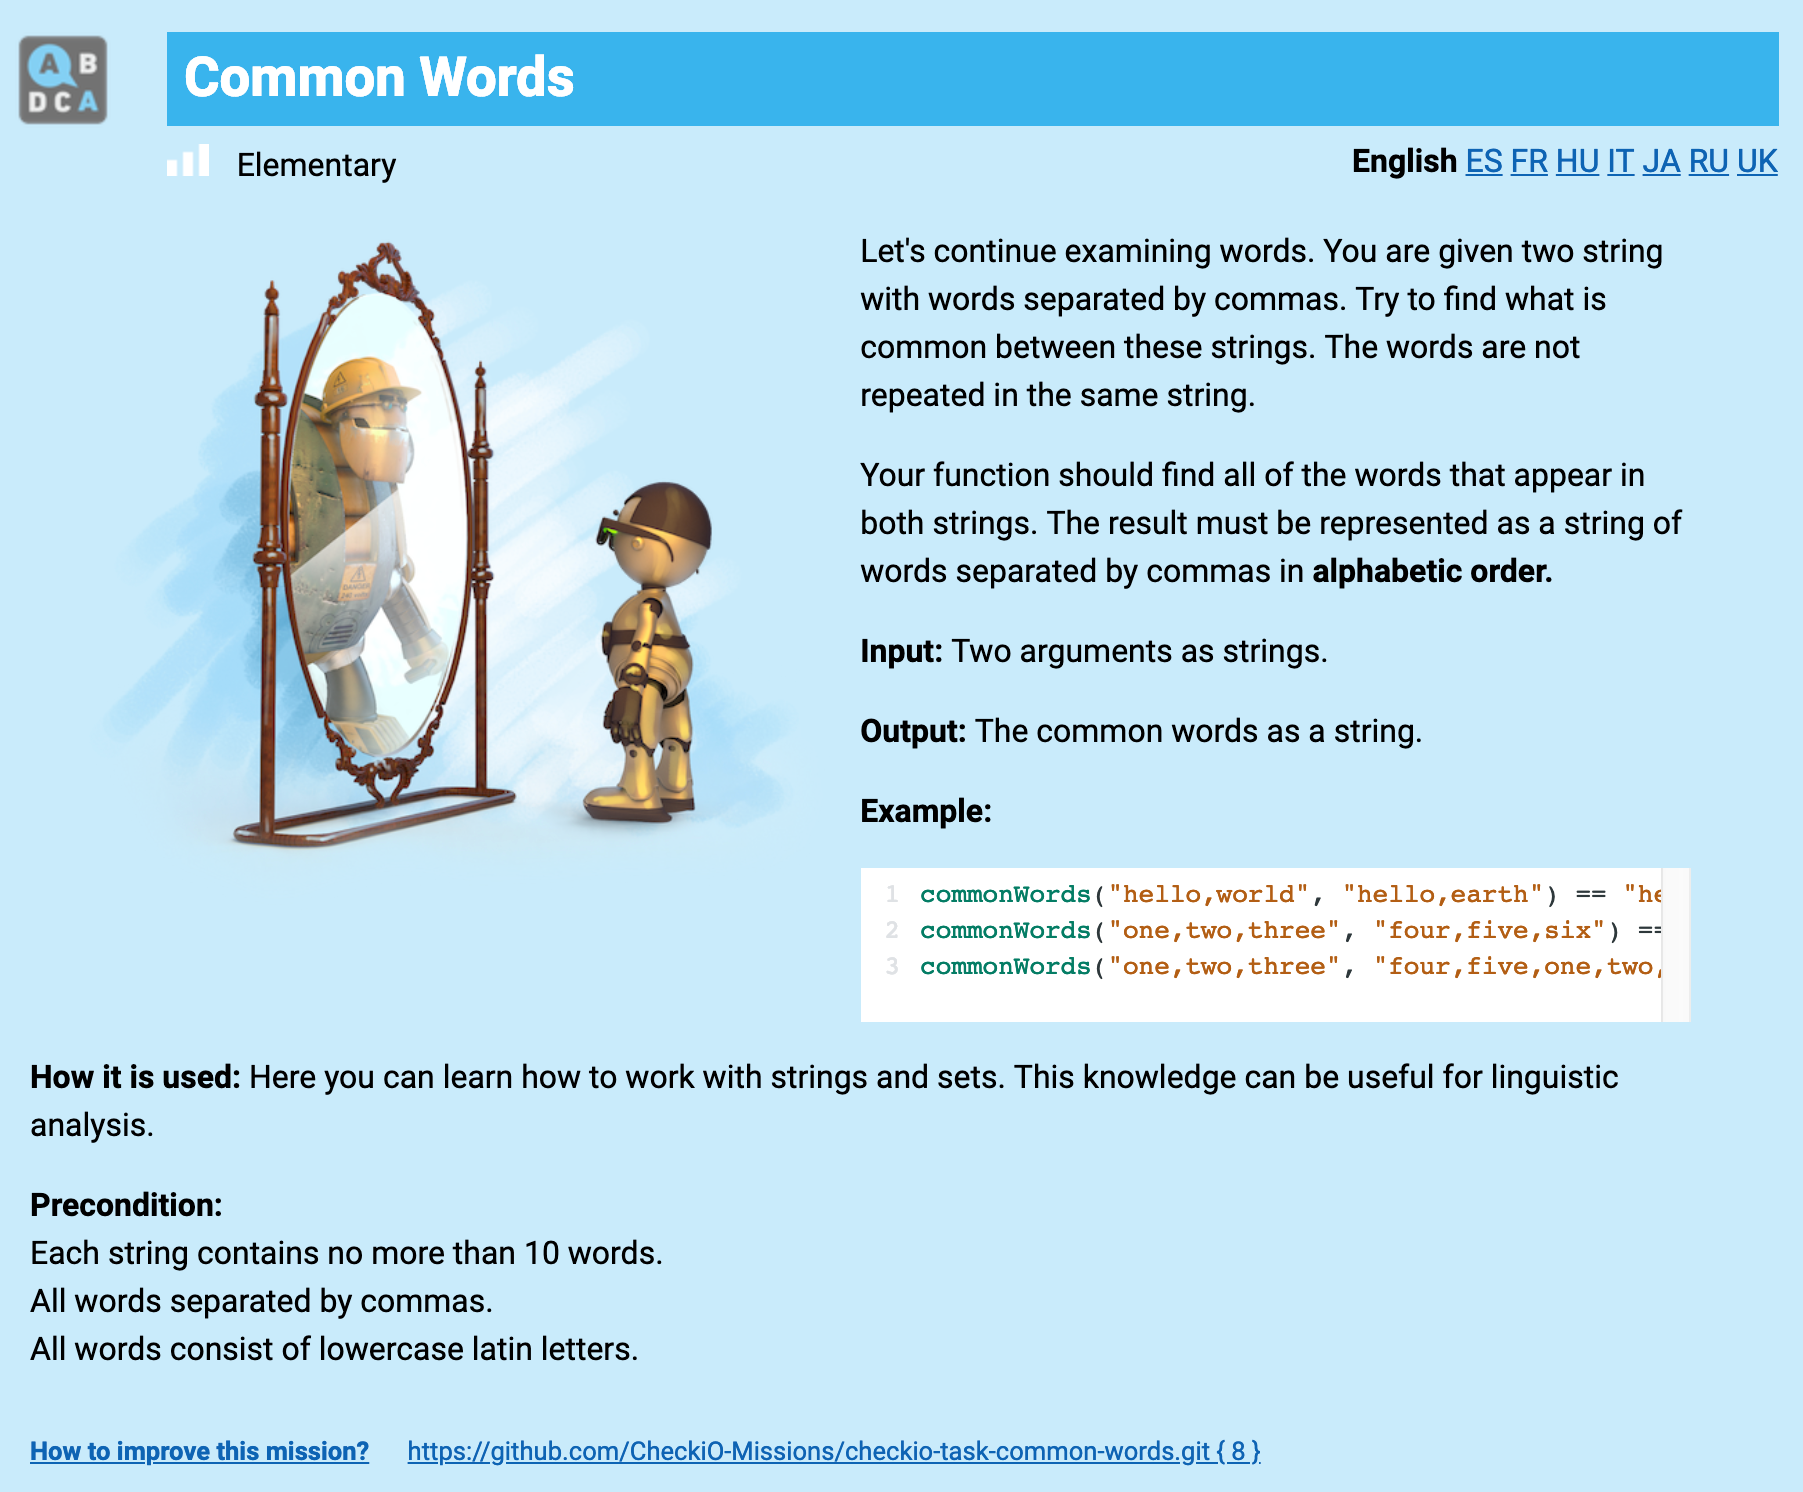 A B
D C A
Common Words
Elementary
English ES FR HU IT JA RU UK
Let's continue examining words. You are given two string
with words separated by commas. Try to find what is
common between these strings. The words are not
repeated in the same string.
Your function should find all of the words that appear in
both strings. The result must be represented as a string of
words separated by commas in alphabetic order.
Input: Two arguments as strings.
Output: The common words as a string.
Example:
1 commonWords("hello,world", "hello,earth") == "he
2 commonWords("one,two,three", "four,five,six") ==
3 commonWords("one,two,three", "four,five,one,two,
DANGER
How it is used: Here you can learn how to work with strings and sets. This knowledge can be useful for linguistic
analysis.
Precondition:
Each string contains no more than 10 words.
All words separated by commas.
All words consist of lowercase latin letters.
How to improve this mission? https://github.com/CheckiO-Missions/checkio-task-common-words.git { 8 }